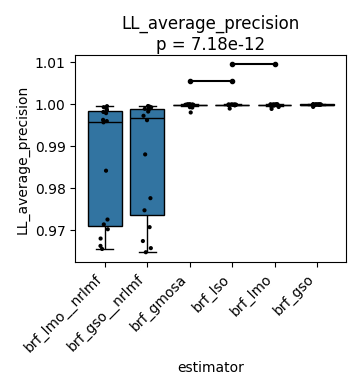 LL_average_precision
p = 7.18e-12
LL_average_precision
1.01
1.00
0.99
0.98
0.97
brf_lmo__nrlmf
brf_gso__nrlmf
brf_gmosa
brf_lso
brf_lmo
brf_gso
estimator